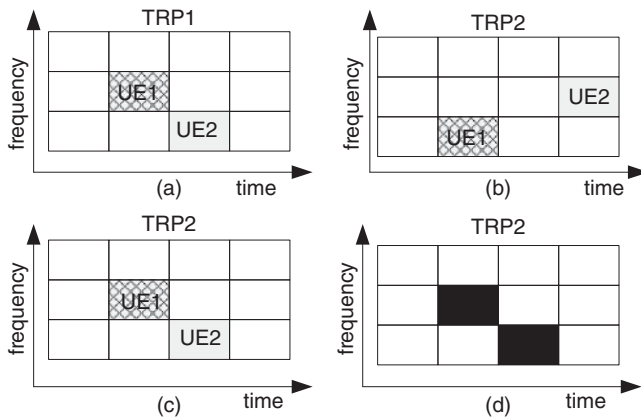 TRP1
frequency
UE1
UE2
(a)
time
TRP2
frequency
UE2
UE1
(b)
time
TRP2
frequency
UE1
UE2
(c)
time
TRP2
frequency
(d)
time